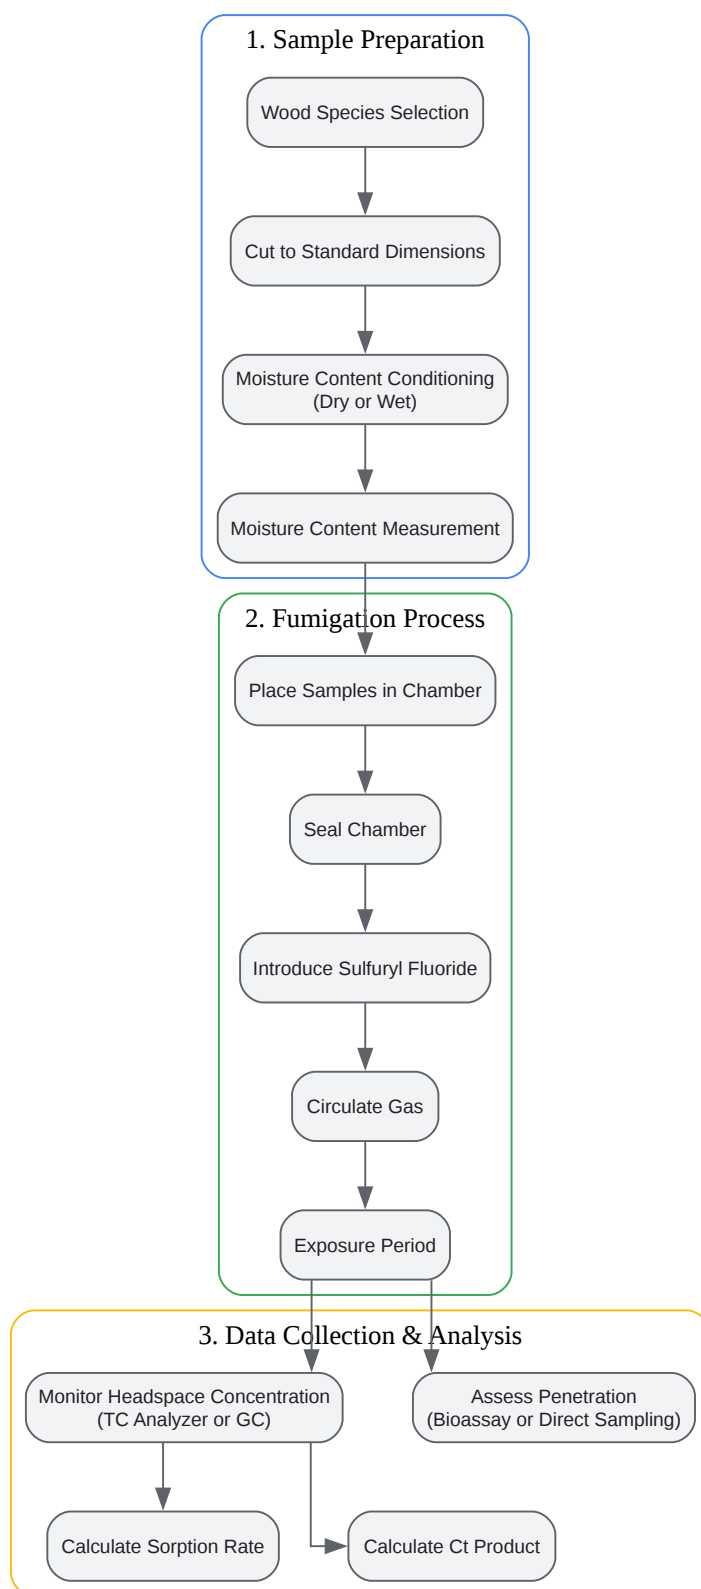 1. Sample Preparation
Wood Species Selection
Cut to Standard Dimensions
Moisture Content Conditioning
(Dry or Wet)
Moisture Content Measurement
2. Fumigation Process
Place Samples in Chamber
Seal Chamber
Introduce Sulfuryl Fluoride
Circulate Gas
Exposure Period
3. Data Collection & Analysis
Monitor Headspace Concentration
(TC Analyzer or GC)
Assess Penetration
(Bioassay or Direct Sampling)
Calculate Sorption Rate
Calculate Ct Product